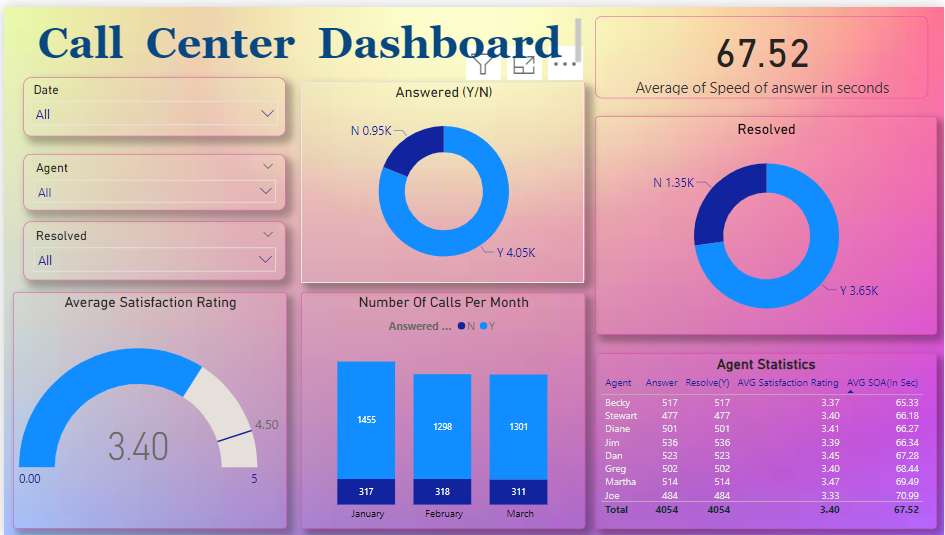 Call Center Dashboard
67.52
Average of Speed of answer in seconds
Date
All
Agent
All
Resolved
All
Answered (Y/N)
N 0.95K
Y 4.05K
Resolved
N 1.35K
Y 3.65K
Average Satisfaction Rating
4.50
3.40
0.00
5
Number Of Calls Per Month
Answered ... N Y
1455 1298 1301
317 318 311
January February March
Agent Statistics
Agent Answer Resolve(Y) AVG Satisfaction Rating AVG SOA(In Sec)
Becky 517 517 3.37 65.33
Stewart 477 477 3.40 66.18
Diane 501 501 3.41 66.27
Jim 536 536 3.39 66.34
Dan 523 523 3.45 67.28
Greg 502 502 3.40 68.44
Martha 514 514 3.47 69.49
Joe 484 484 3.33 70.99
Total 4054 4054 3.40 67.52